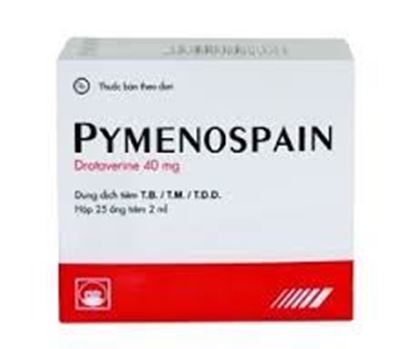 Thuốc bán theo đơn
PYMENOSPAIN
Drotaverine 40 mg
Dung dịch tiêm T.B. / T.M. / T.D.D.
Hộp 25 ống tiêm 2 ml